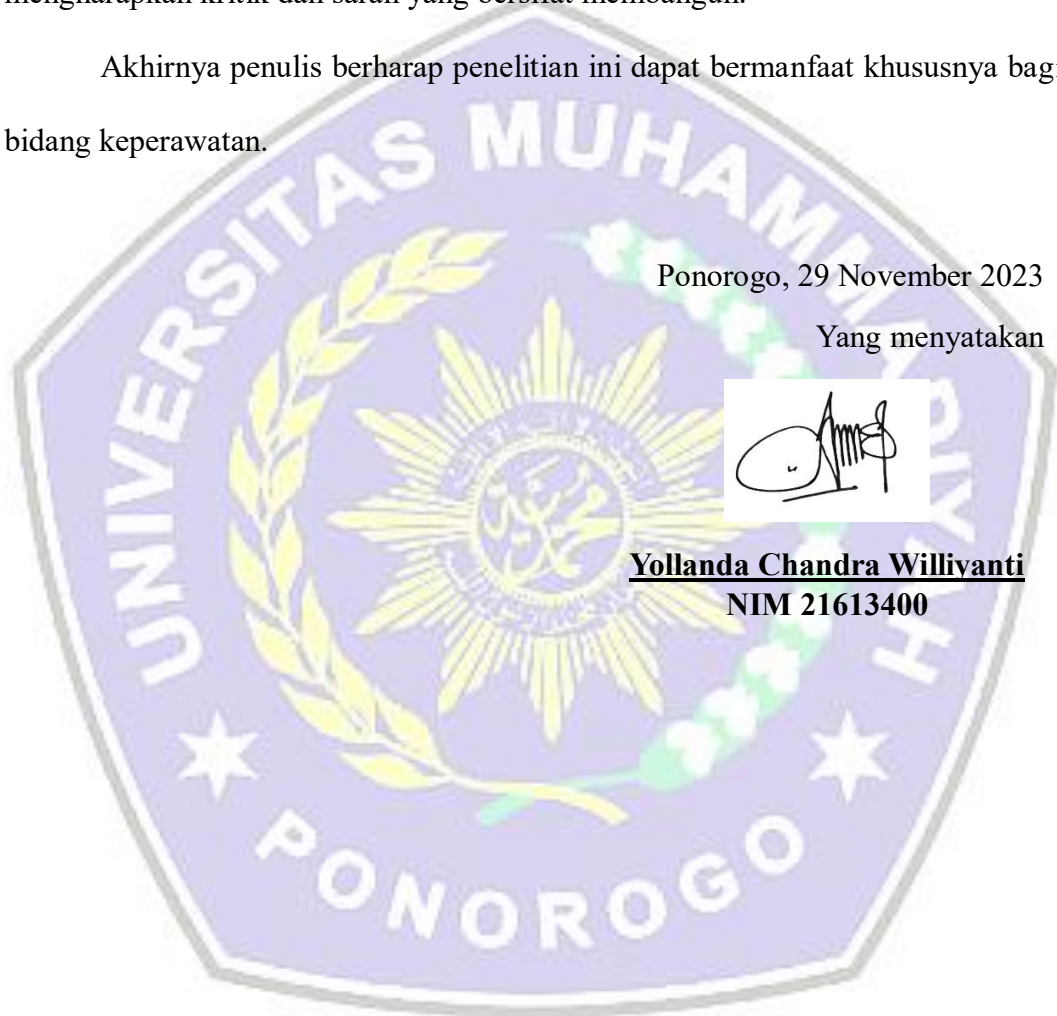 mengharapkan kritik dan saran yang bersifat membangun.
Akhirnya penulis berharap penelitian ini dapat bermanfaat khususnya bagi
bidang keperawatan.
Ponorogo, 29 November 2023
Yang menyatakan
Yollanda Chandra Williyanti
NIM 21613400
UNIVERSITAS MUHAMMADIYAH
PONOROGO